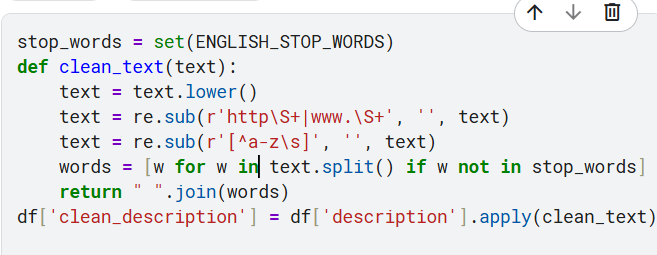 stop_words = set(ENGLISH_STOP_WORDS)
def clean_text(text):
    text = text.lower()
    text = re.sub(r'http\S+|www.\S+', '', text)
    text = re.sub(r'[^a-z\s]', '', text)
    words = [w for w in text.split() if w not in stop_words]
    return " ".join(words)
df['clean_description'] = df['description'].apply(clean_text)